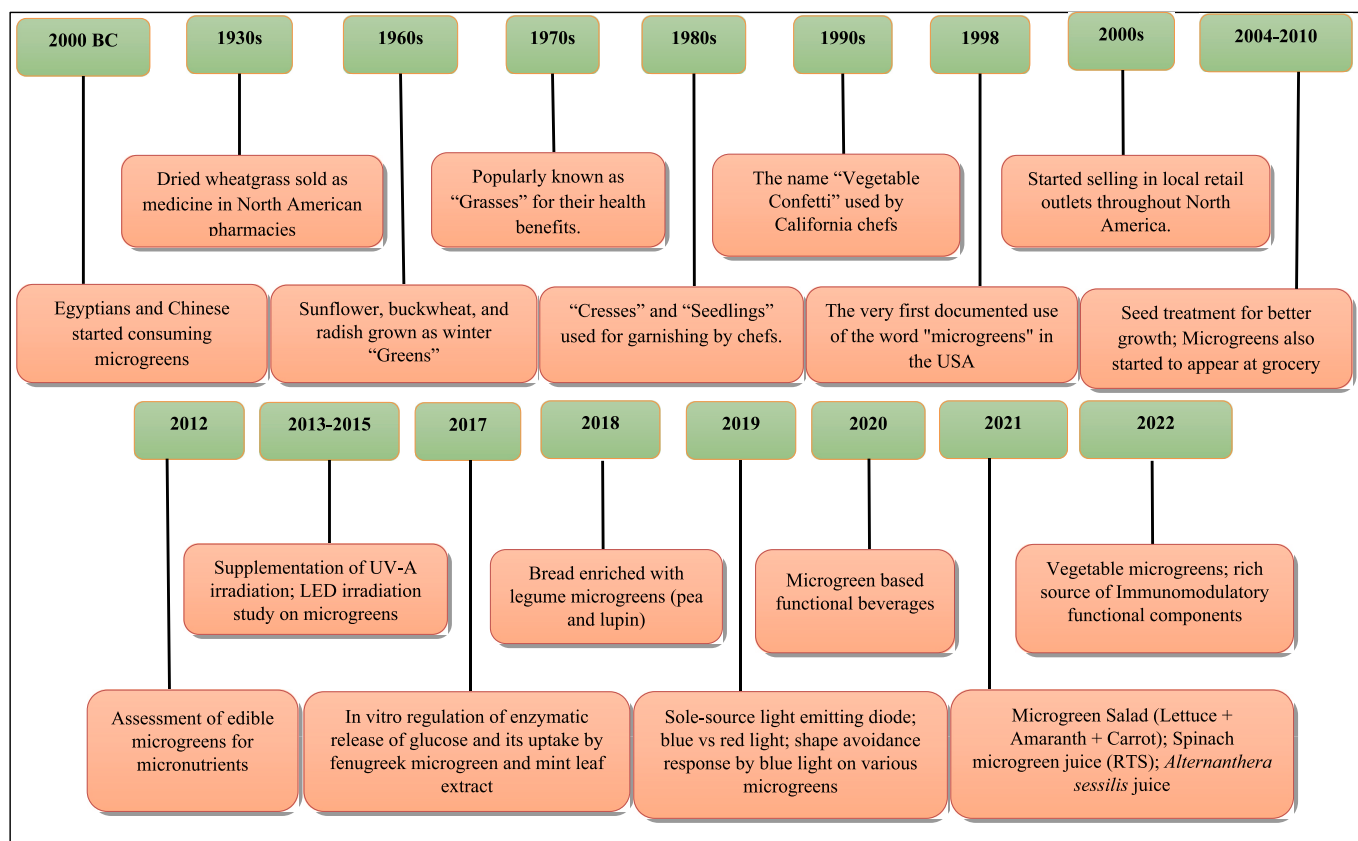 2000 BC
1930s
1960s
1970s
1980s
1990s
1998
2000s
2004-2010
Dried wheatgrass sold as
medicine in North American
pharmacies
Popularly known as
“Grasses” for their health
benefits.
The name “Vegetable
Confetti” used by
California chefs
Started selling in local retail
outlets throughout North
America.
Egyptians and Chinese
started consuming
microgreens
Sunflower, buckwheat, and
radish grown as winter
“Greens”
“Cresses” and “Seedlings”
used for garnishing by chefs.
The very first documented use
of the word "microgreens" in
the USA
Seed treatment for better
growth; Microgreens also
started to appear at grocery
2012
2013-2015
2017
2018
2019
2020
2021
2022
Supplementation of UV-A
irradiation; LED irradiation
study on microgreens
Bread enriched with
legume microgreens (pea
and lupin)
Microgreen based
functional beverages
Vegetable microgreens; rich
source of Immunomodulatory
functional components
Assessment of edible
microgreens for
micronutrients
In vitro regulation of enzymatic
release of glucose and its uptake by
fenugreek microgreen and mint leaf
extract
Sole-source light emitting diode;
blue vs red light; shape avoidance
response by blue light on various
microgreens
Microgreen Salad (Lettuce +
Amaranth + Carrot); Spinach
microgreen juice (RTS); Alternanthera
sessilis juice